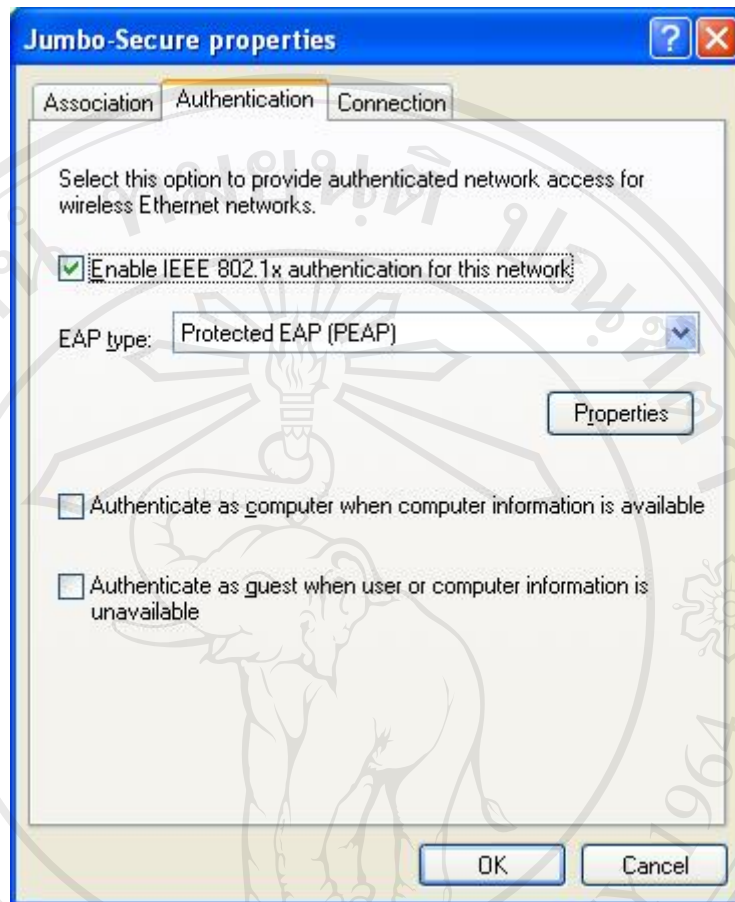 Jumbo-Secure properties
Association Authentication Connection
Select this option to provide authenticated network access for
wireless Ethernet networks.
Enable IEEE 802.1x authentication for this network
EAP type: Protected EAP (PEAP)
Properties
Authenticate as computer when computer information is available
Authenticate as guest when user or computer information is
unavailable
1964
OK Cancel